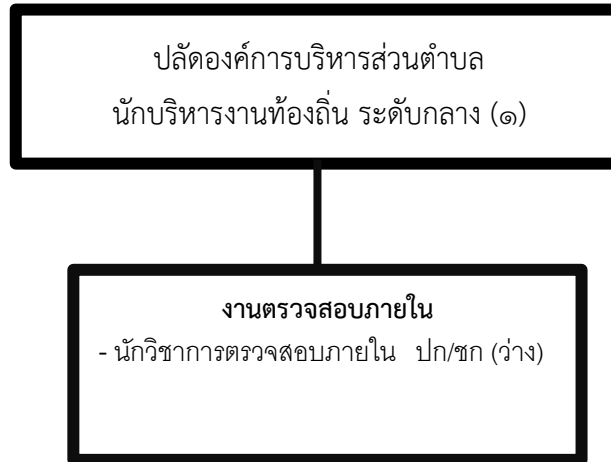 ปลัดองค์การบริหารส่วนตำบล
นักบริหารงานท้องถิ่น ระดับกลาง (๑)
งานตรวจสอบภายใน
- นักวิชาการตรวจสอบภายใน ปก/ชก (ว่าง)